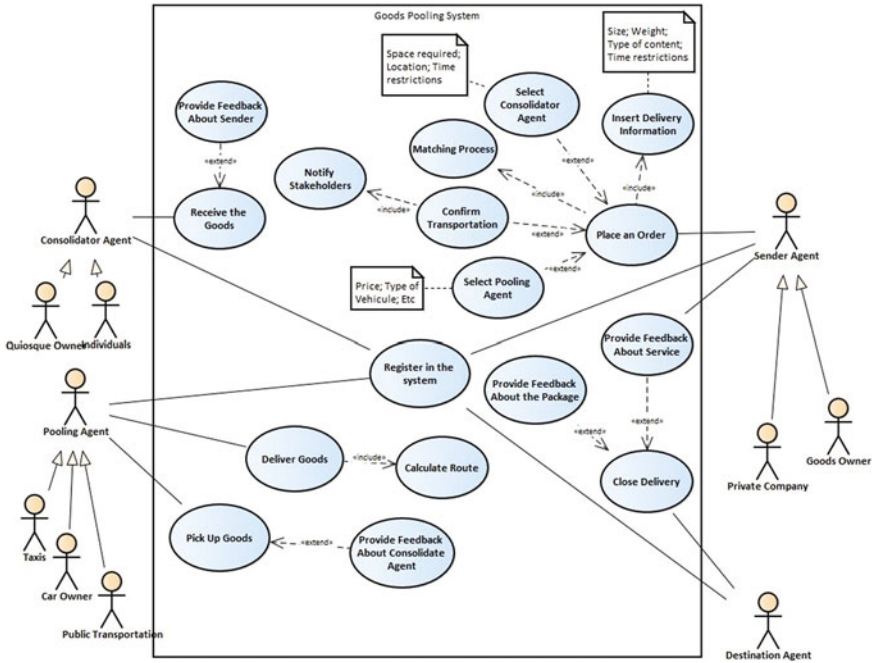 Goods Pooling System
Size; Weight;
Type of content;
Time restrictions
Space required;
Location; Time
restrictions
Select
Consolidator
Agent
Provide Feedback
About Sender
Insert Delivery
Information
Matching Process
«extend»
«extend»
Notify
Stakeholders
«include»
«include»
«include»
Receive the
Goods
Confirm
Transportation
«extend»
Place an Order
Consolidator Agent
Sender Agent
«extend»
Price; Type of
Vehicule; Etc
Select Pooling
Agent
Quiosque Owner
Individuals
Provide Feedback
About Service
Register in the
system
Provide Feedback
About the Package
Pooling Agent
«extend»
«extend»
Deliver Goods
«include»
Calculate Route
Close Delivery
Goods Owner
Private Company
Pick Up Goods
«extend»
Provide Feedback
About Consolidate
Agent
Taxis
Car Owner
Public Transportation
Destination Agent